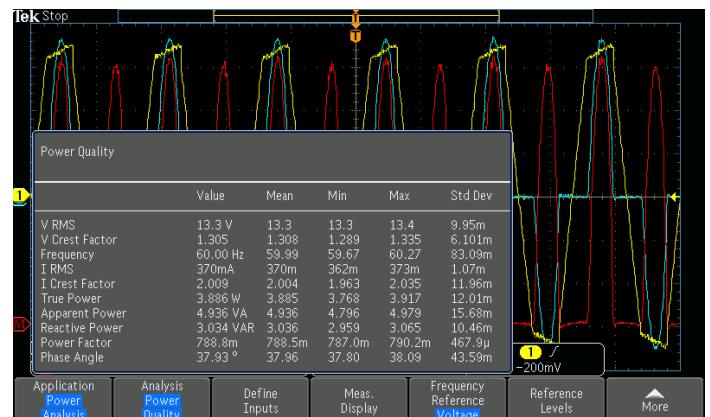 Tek Stop
T
T
Power Quality
Value Mean Min Max Std Dev
V RMS 13.3 V 13.3 13.3 13.4 9.95m
V Crest Factor 1.305 1.308 1.289 1.335 6.101m
Frequency 60.00 Hz 59.99 59.67 60.27 83.09m
I RMS 370mA 370m 362m 373m 1.07m
I Crest Factor 2.009 2.004 1.963 2.035 11.96m
True Power 3.886 W 3.885 3.768 3.917 12.01m
Apparent Power 4.936 VA 4.936 4.796 4.979 15.68m
Reactive Power 3.034 VAR 3.036 2.959 3.065 10.46m
Power Factor 788.8m 788.5m 787.0m 790.2m 467.9µ
Phase Angle 37.93 ° 37.96 37.80 38.09 43.59m
1
M
1
-200mV
Application
Power
Analysis
Analysis
Power
Quality
Define
Inputs
Meas.
Display
Frequency
Reference
Voltage
Reference
Levels
More